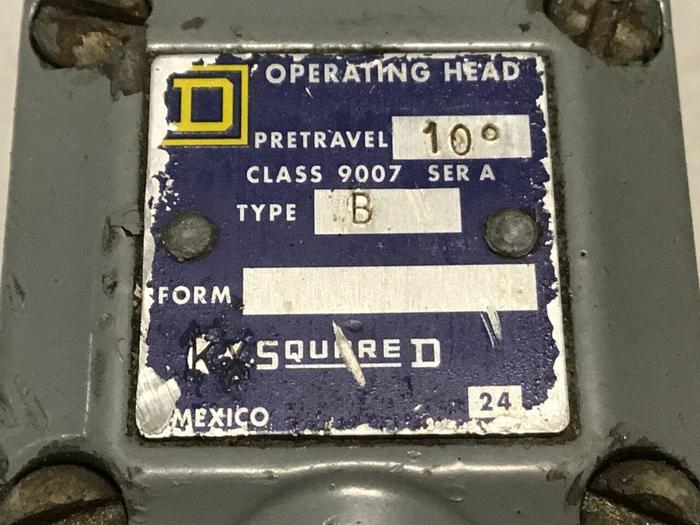 D OPERATING HEAD
PRETRAVEL 10°
CLASS 9007 SER A
TYPE B
FORM
SQUARE D
MEXICO 24